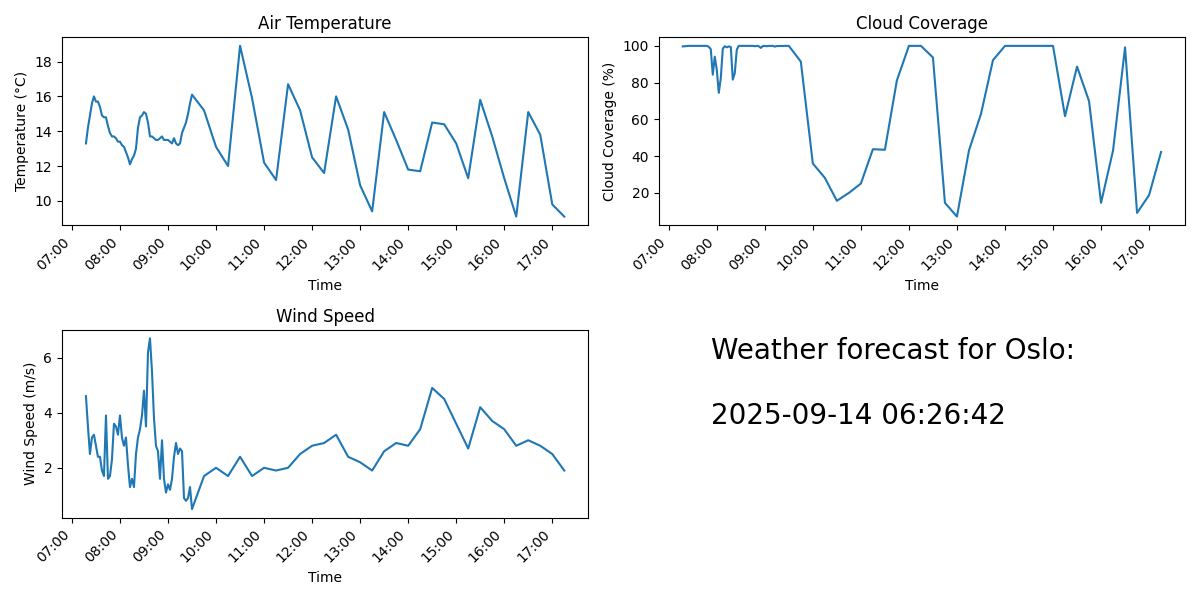 Air Temperature
Temperature (°C)
18
16
14
12
10
07:00 08:00 09:00 10:00 11:00 12:00 13:00 14:00 15:00 16:00 17:00
Time
Cloud Coverage
Cloud Coverage (%)
100
80
60
40
20
07:00 08:00 09:00 10:00 11:00 12:00 13:00 14:00 15:00 16:00 17:00
Time
Wind Speed
Wind Speed (m/s)
6
4
2
07:00 08:00 09:00 10:00 11:00 12:00 13:00 14:00 15:00 16:00 17:00
Time
Weather forecast for Oslo:
2025-09-14 06:26:42